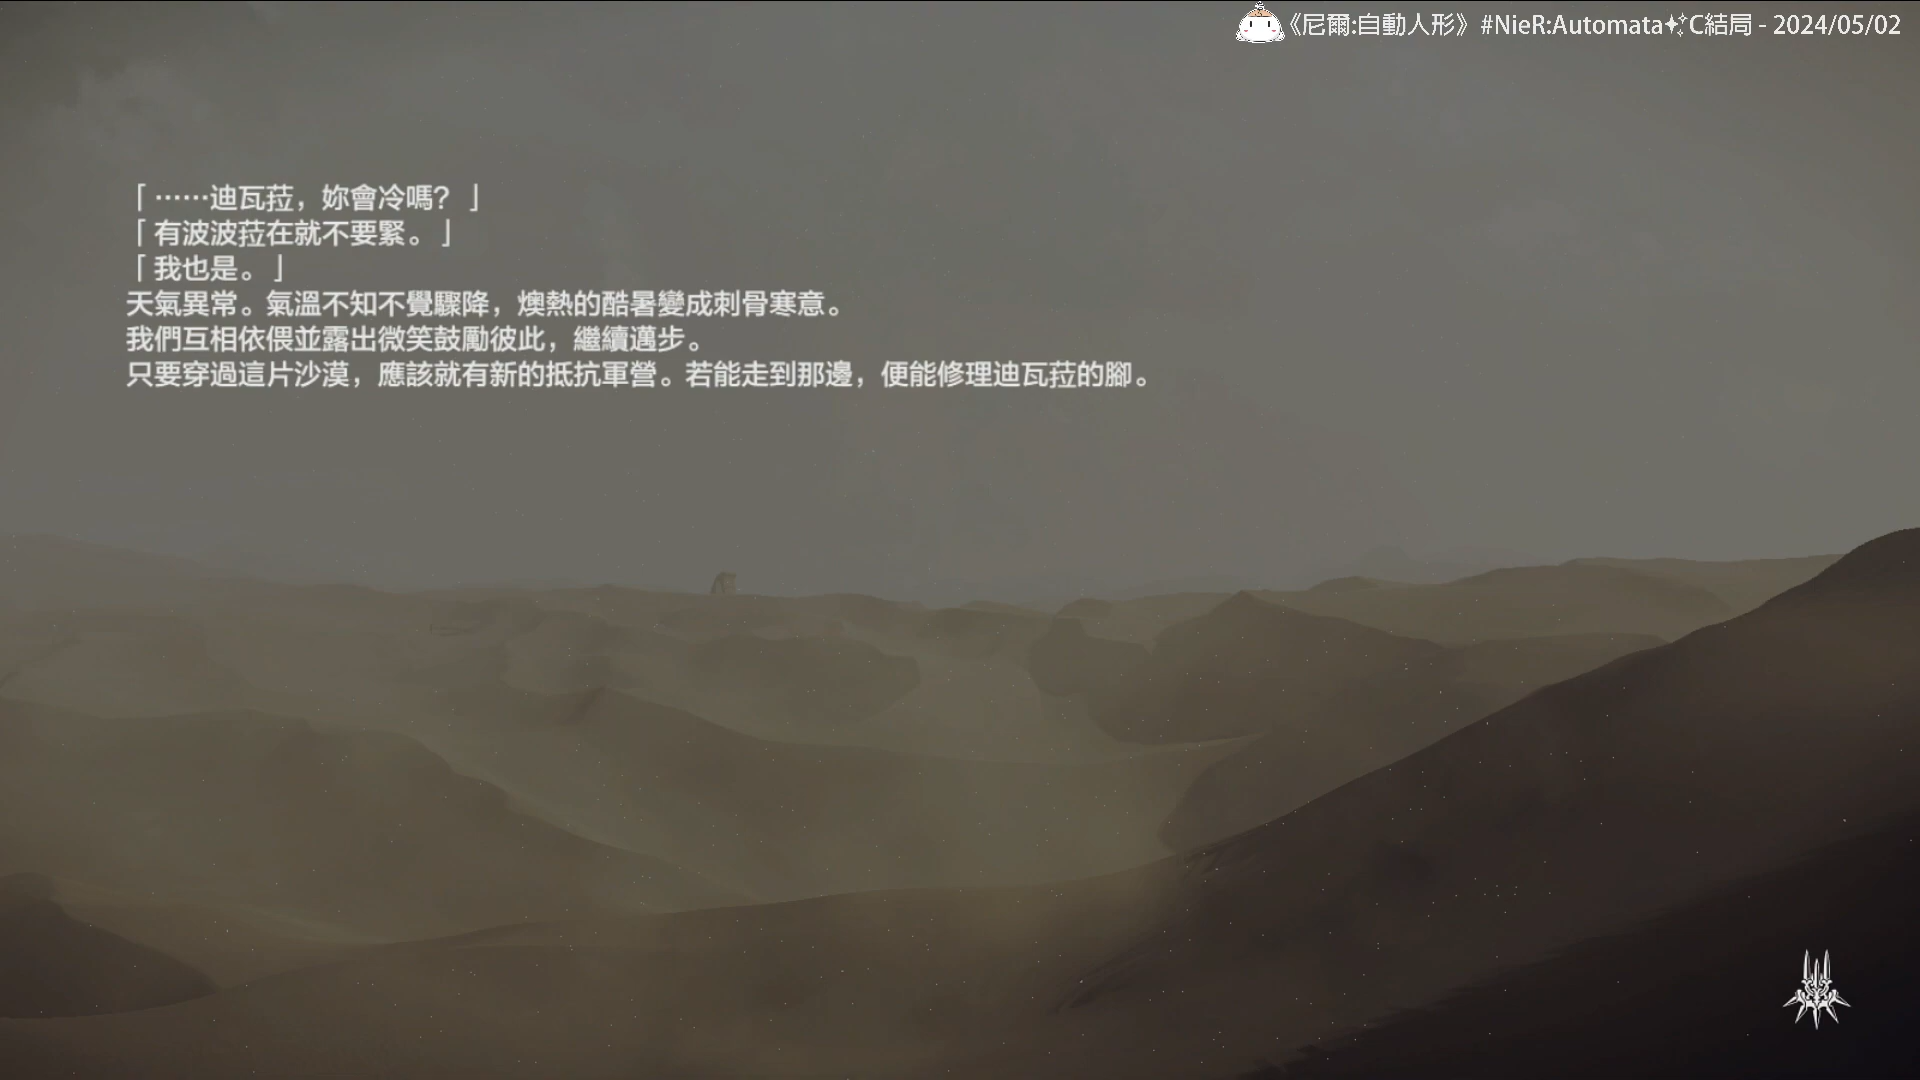 《尼爾:自動人形》#NieR:Automata✨C結局 - 2024/05/02
「……迪瓦菈，妳會冷嗎？」
「有波波菈在就不要緊。」
「我也是。」
天氣異常。氣溫不知不覺驟降，燠熱的酷暑變成刺骨寒意。
我們互相依偎並露出微笑鼓勵彼此，繼續邁步。
只要穿過這片沙漠，應該就有新的抵抗軍營。若能走到那邊，便能修理迪瓦菈的腳。